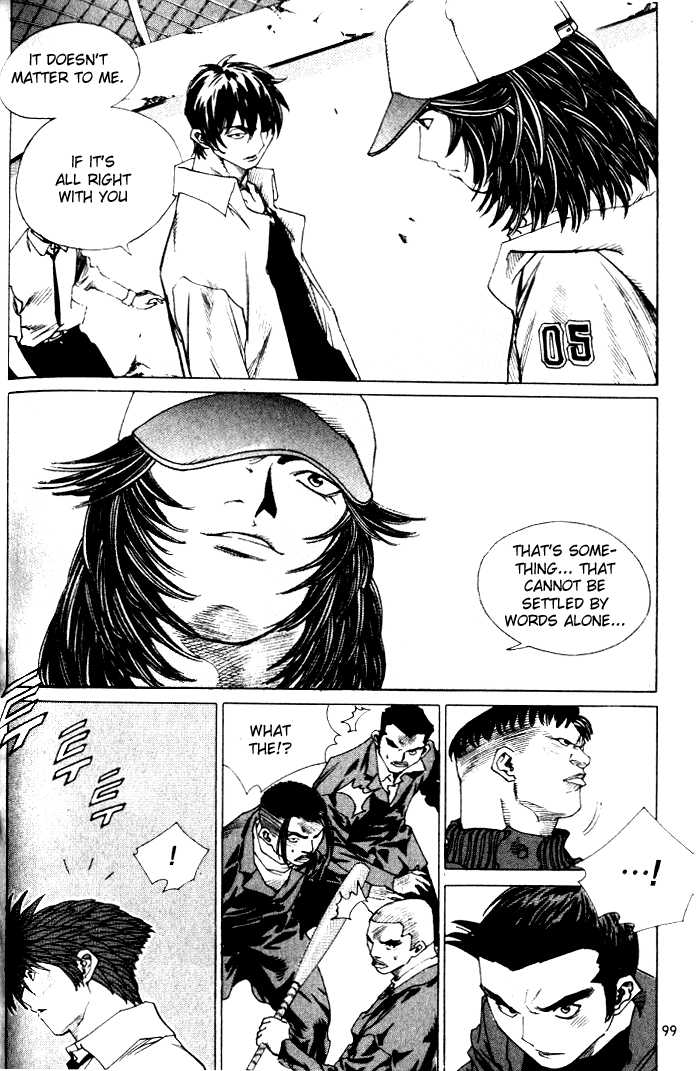 IT DOESN'T
MATTER TO ME.
IF IT'S
ALL RIGHT
WITH YOU
05
THAT'S SOME-
THING... THAT
CANNOT BE
SETTLED BY
WORDS ALONE...
WHAT
THE!?
...!
!
99